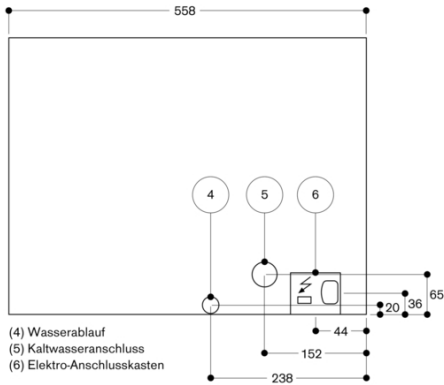 558
4 5 6
65
36
20
44
152
238
(4) Wasserablauf
(5) Kaltwasseranschluss
(6) Elektro-Anschlusskasten